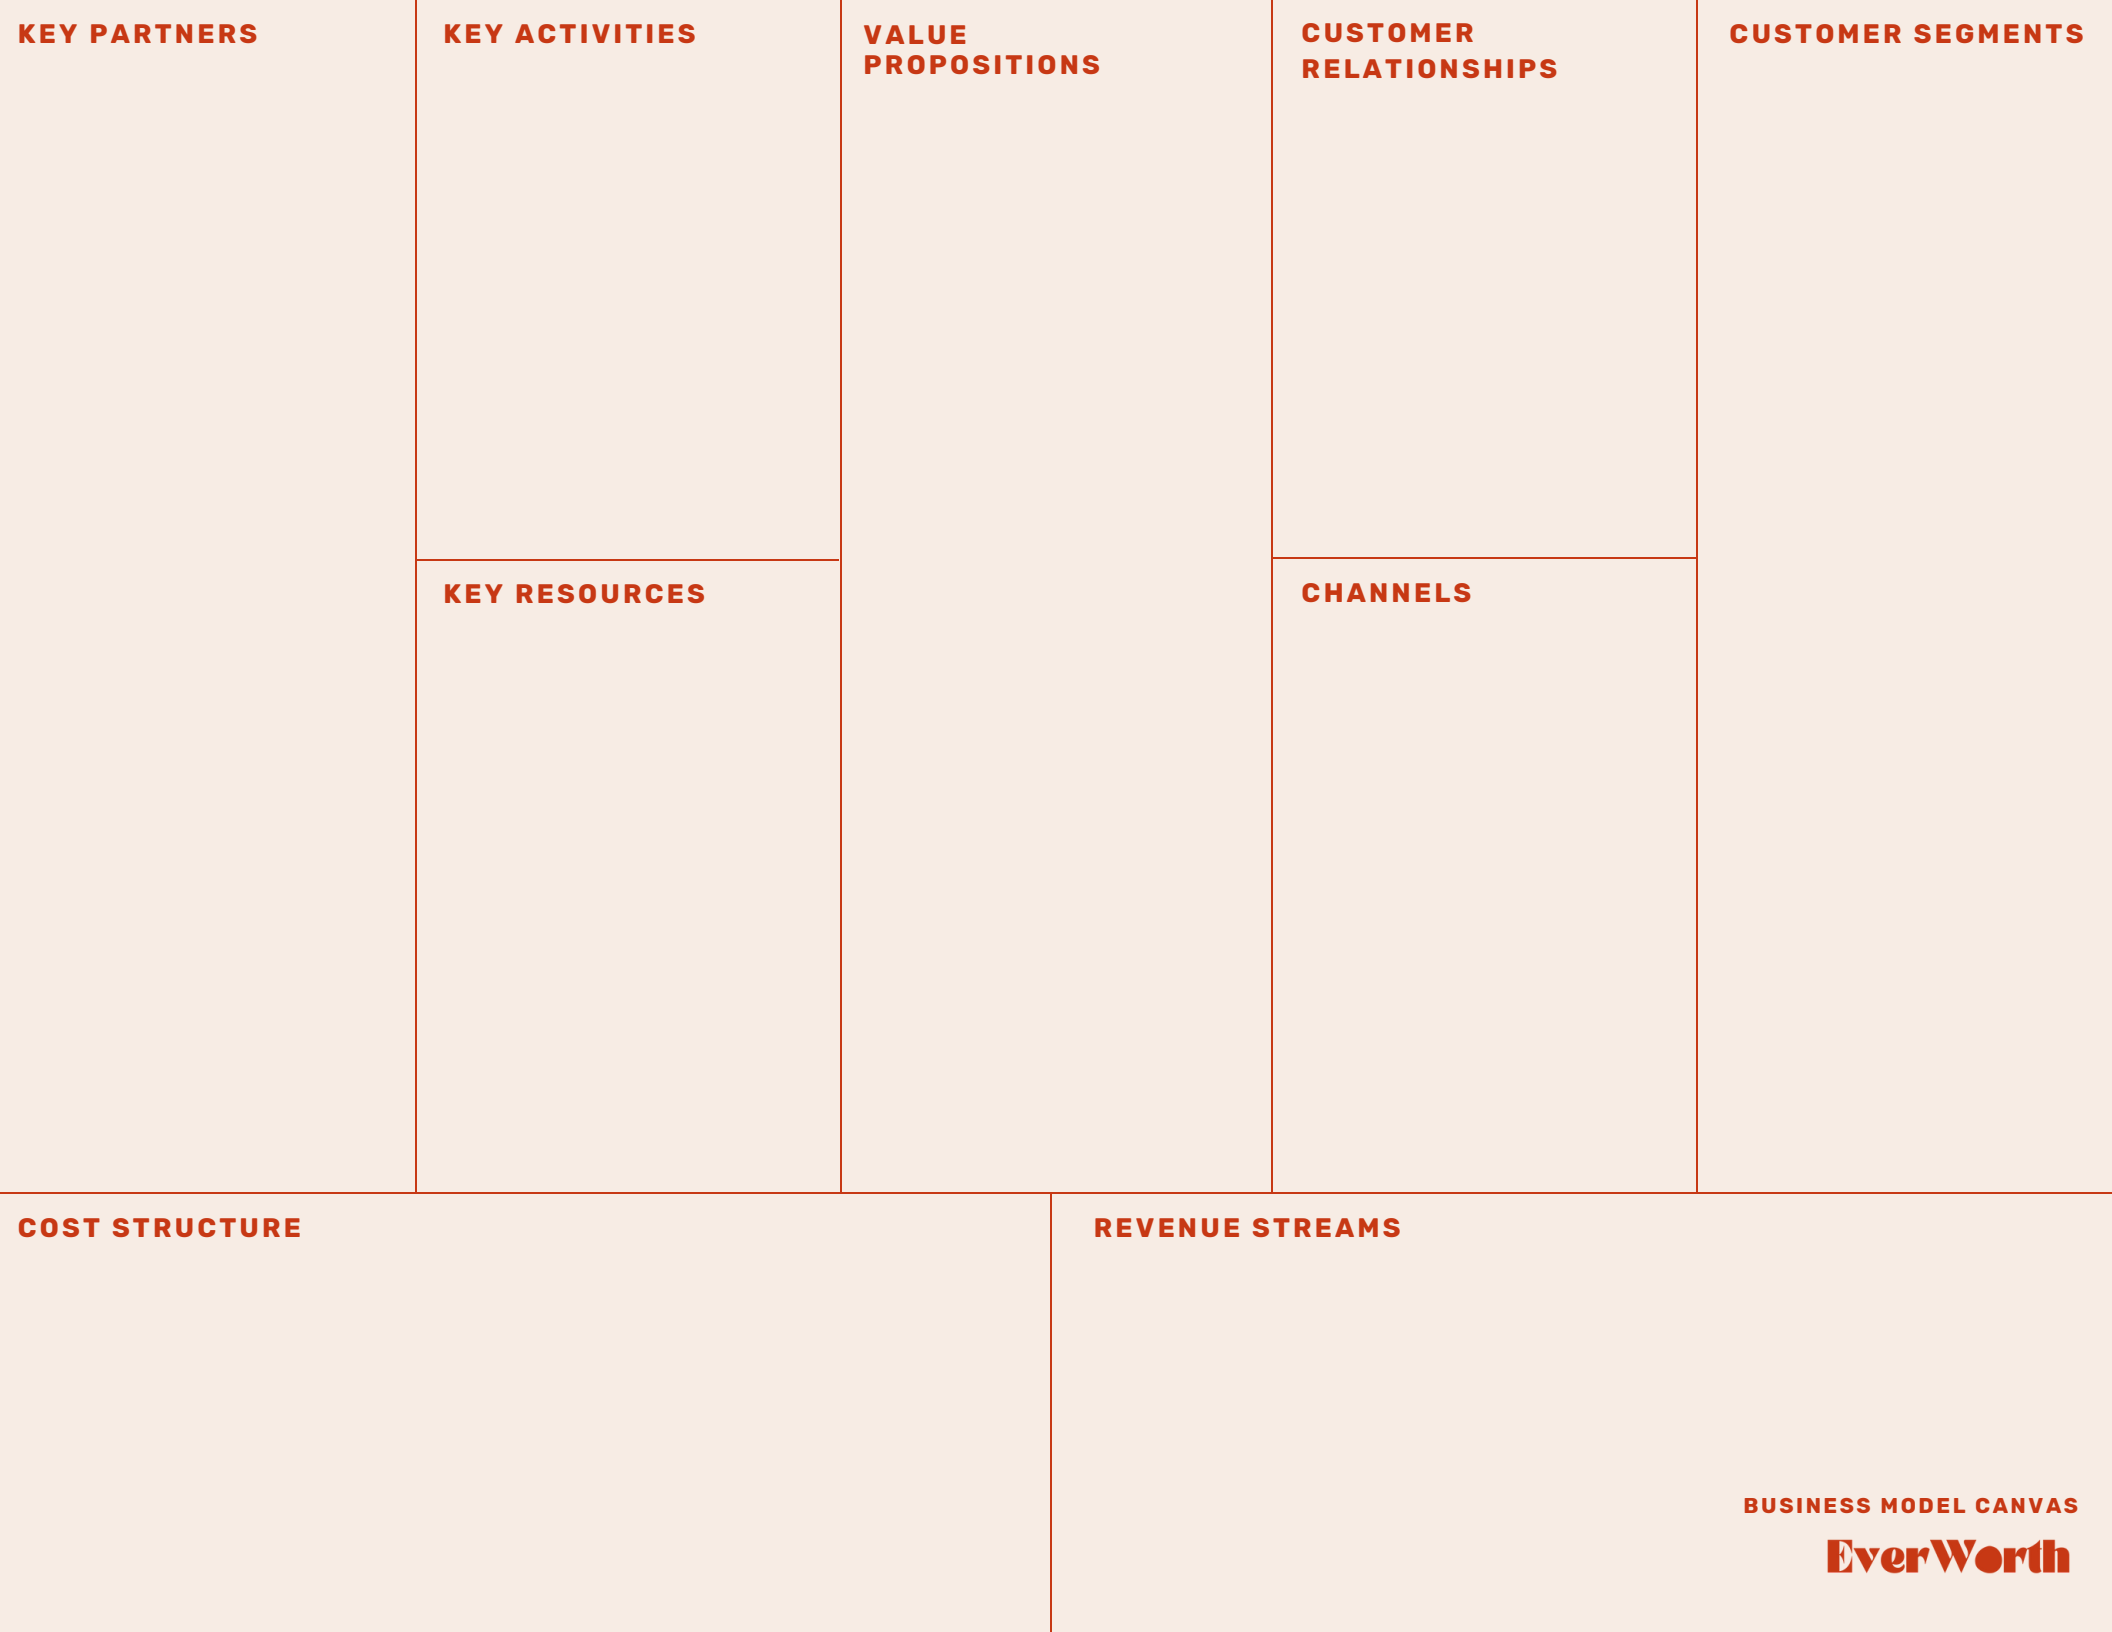 KEY PARTNERS
KEY ACTIVITIES
VALUE
PROPOSITIONS
CUSTOMER
RELATIONSHIPS
CUSTOMER SEGMENTS
KEY RESOURCES
CHANNELS
COST STRUCTURE
REVENUE STREAMS
BUSINESS MODEL CANVAS
EverWorth